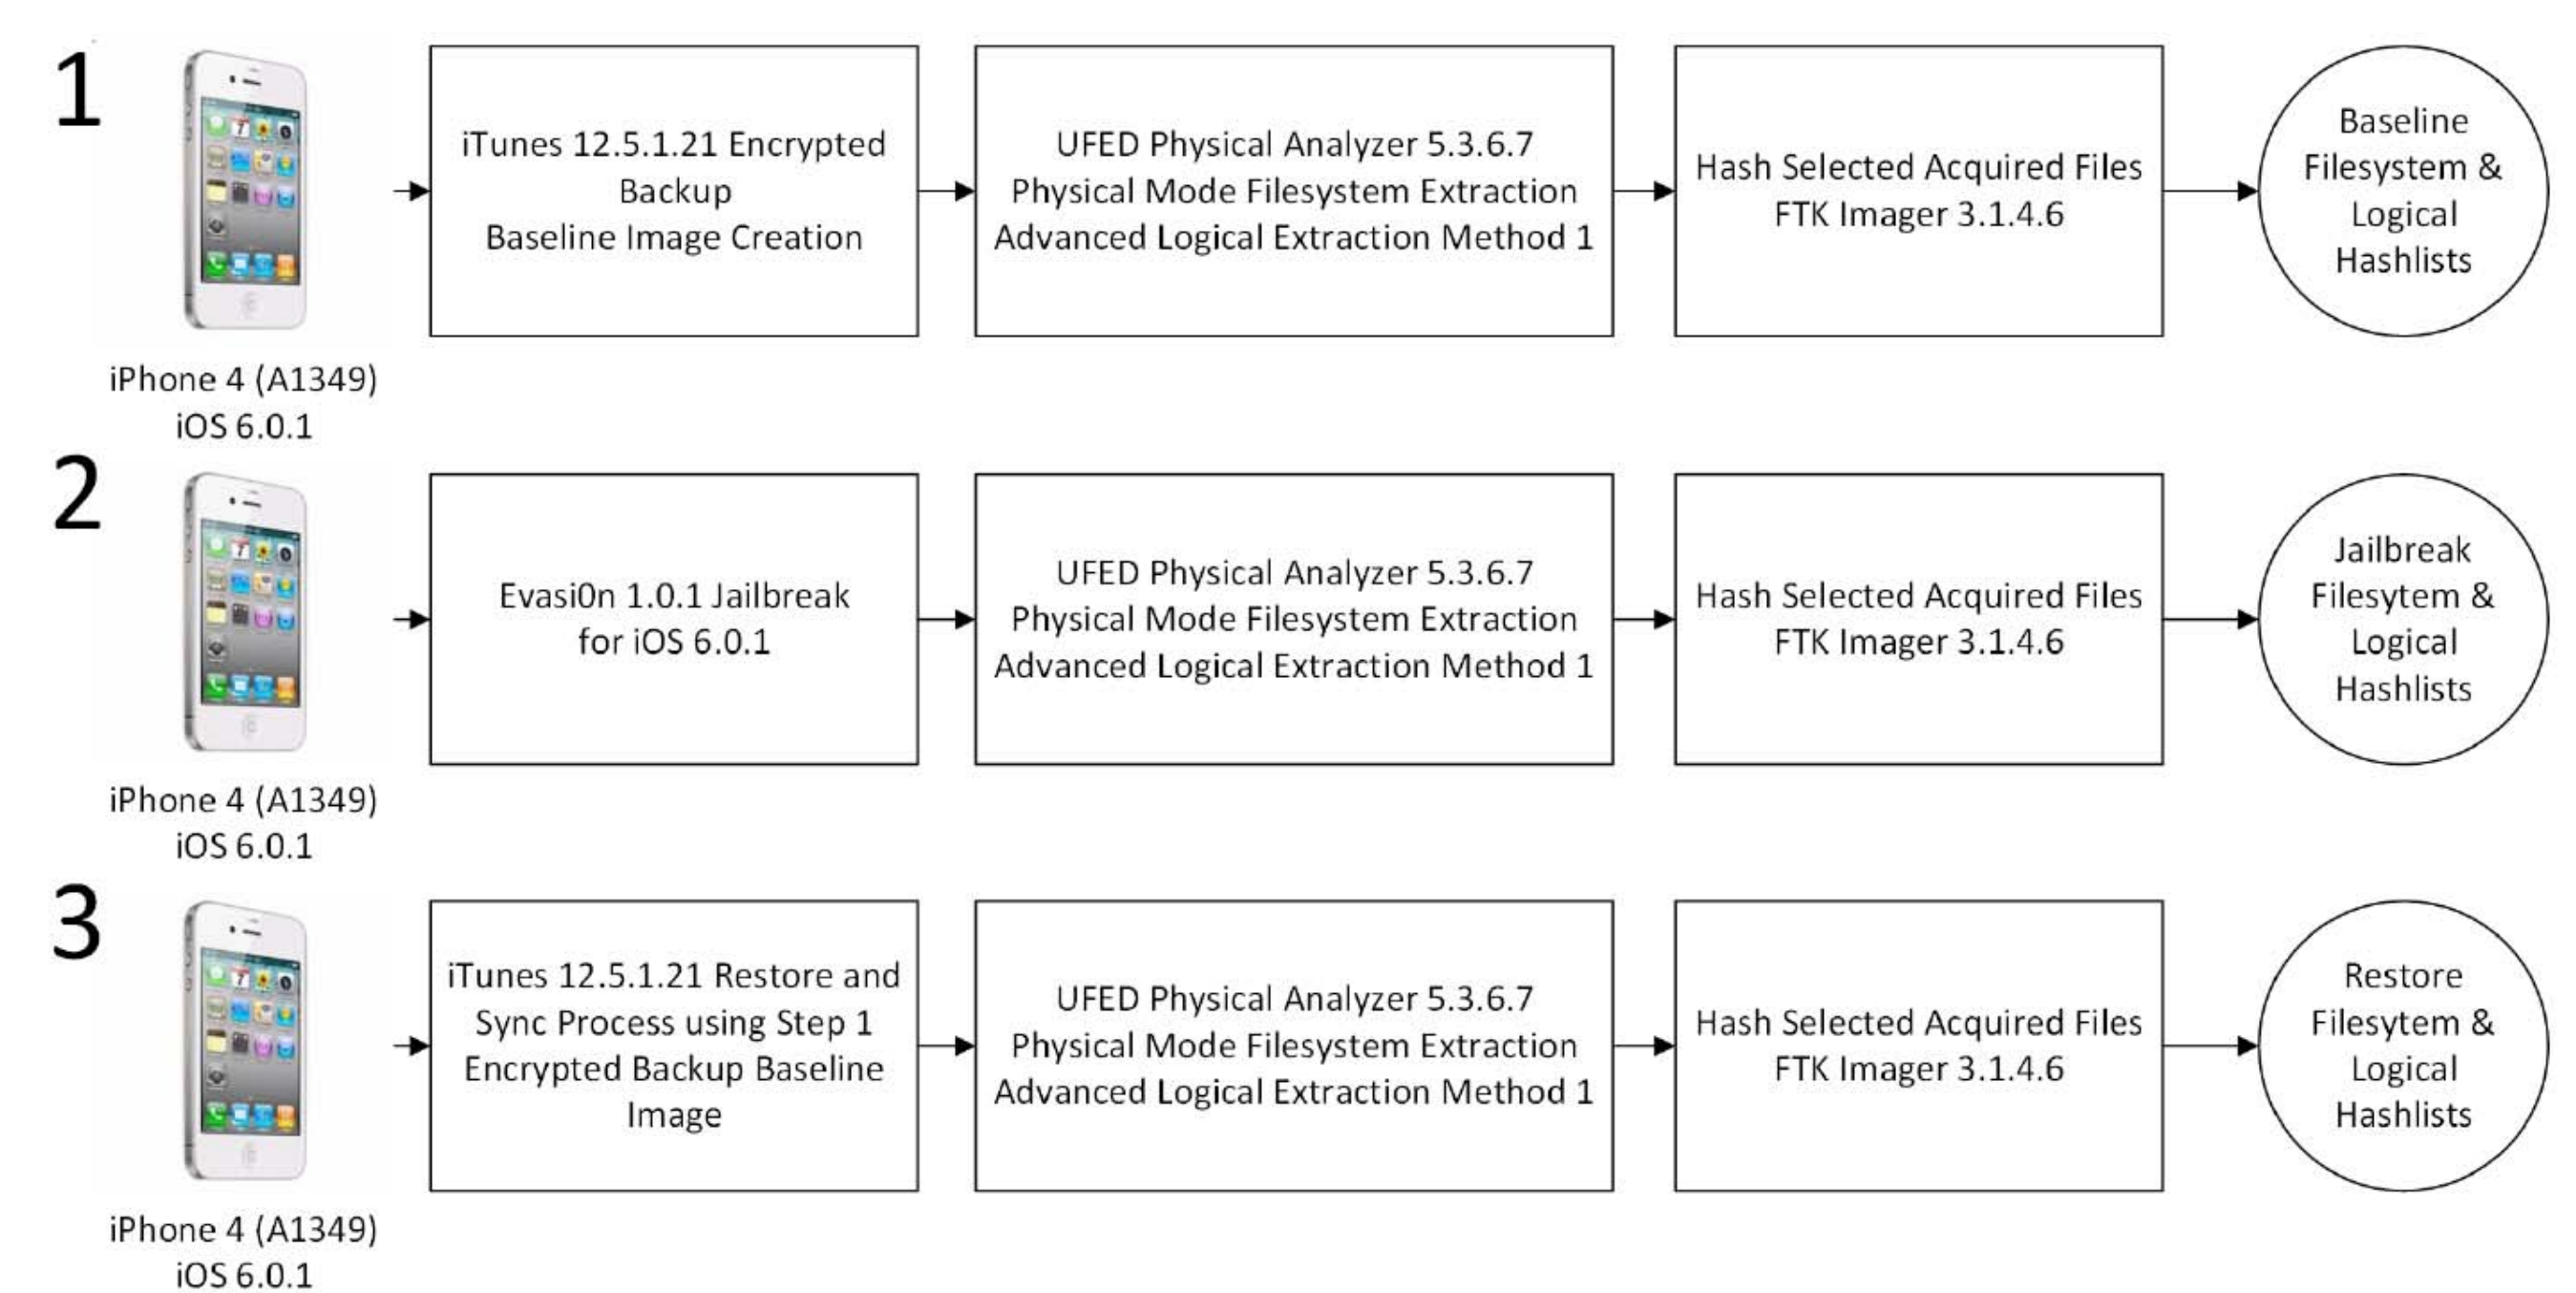 1
iTunes 12.5.1.21 Encrypted
Backup
Baseline Image Creation
UFED Physical Analyzer 5.3.6.7
Physical Mode Filesystem Extraction
Advanced Logical Extraction Method 1
Hash Selected Acquired Files
FTK Imager 3.1.4.6
Baseline
Filesystem &
Logical
Hashlists
iPhone 4 (A1349)
iOS 6.0.1
2
Evasi0n 1.0.1 Jailbreak
for iOS 6.0.1
UFED Physical Analyzer 5.3.6.7
Physical Mode Filesystem Extraction
Advanced Logical Extraction Method 1
Hash Selected Acquired Files
FTK Imager 3.1.4.6
Jailbreak
Filesytem &
Logical
Hashlists
iPhone 4 (A1349)
iOS 6.0.1
3
iTunes 12.5.1.21 Restore and
Sync Process using Step 1
Encrypted Backup Baseline
Image
UFED Physical Analyzer 5.3.6.7
Physical Mode Filesystem Extraction
Advanced Logical Extraction Method 1
Hash Selected Acquired Files
FTK Imager 3.1.4.6
Restore
Filesytem &
Logical
Hashlists
iPhone 4 (A1349)
iOS 6.0.1